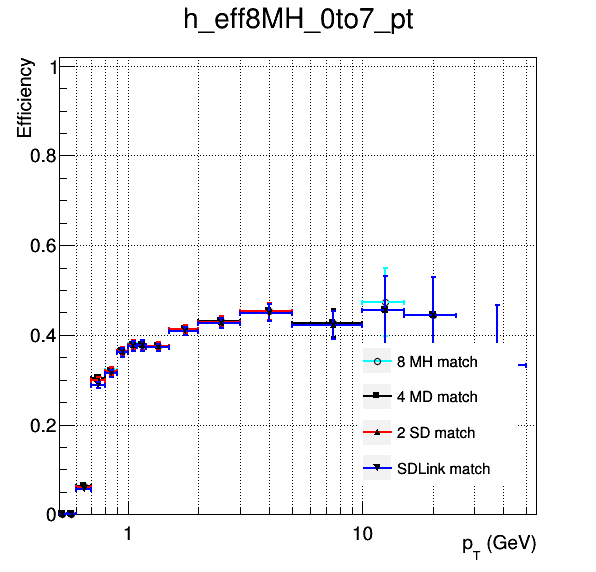 h_eff8MH_0to7_pt
Efficiency
1
0.8
0.6
0.4
0.2
0
8 MH match
4 MD match
2 SD match
SDLink match
1
10
p_T (GeV)